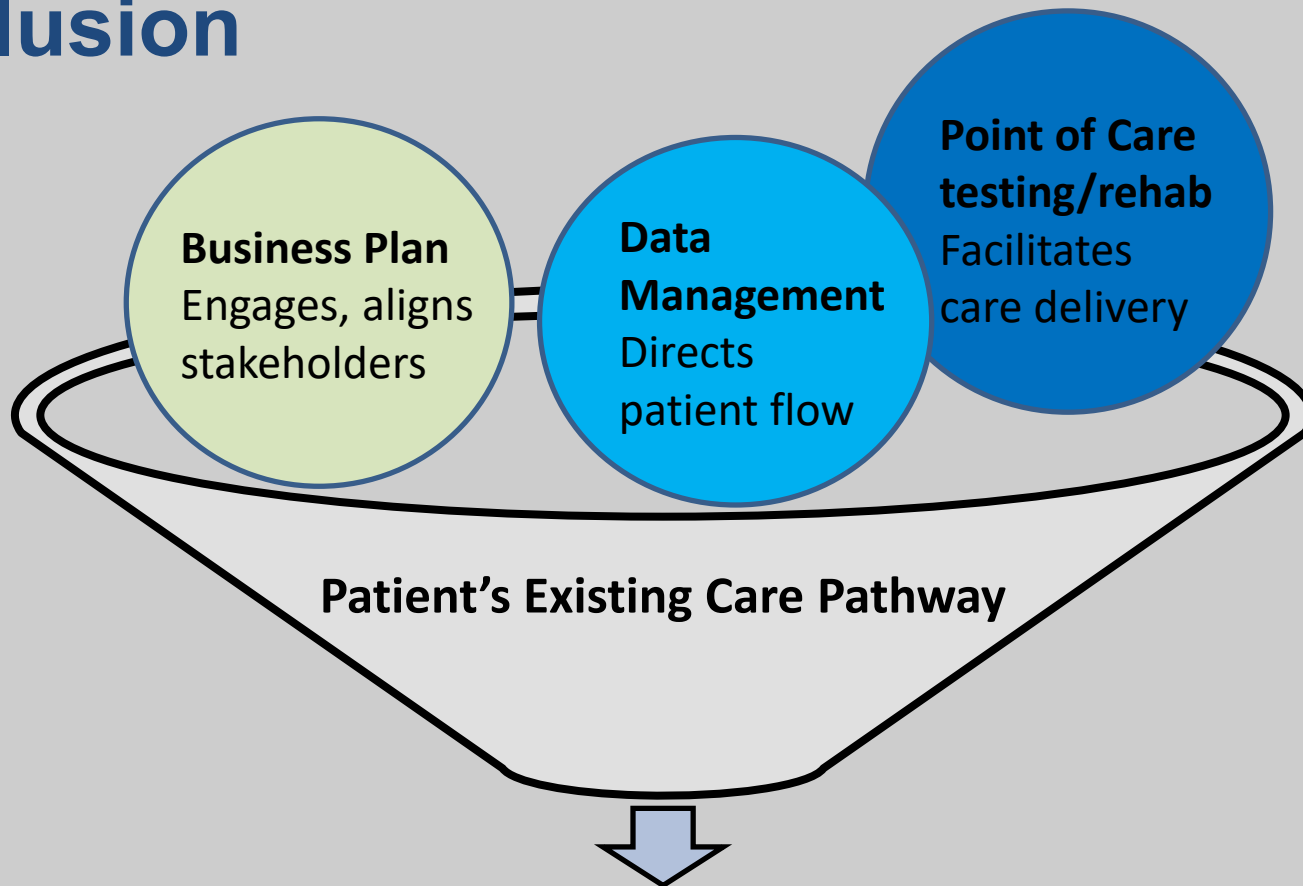 lusion
Business Plan
Engages, aligns
stakeholders
Data
Management
Directs
patient flow
Point of Care
testing/rehab
Facilitates
care delivery
Patient’s Existing Care Pathway